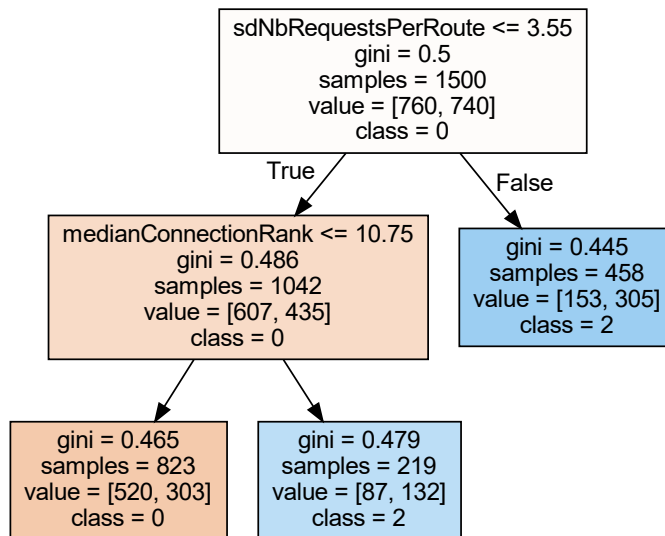 sdNbRequestsPerRoute <= 3.55
gini = 0.5
samples = 1500
value = [760, 740]
class = 0
True
False
medianConnectionRank <= 10.75
gini = 0.486
samples = 1042
value = [607, 435]
class = 0
gini = 0.445
samples = 458
value = [153, 305]
class = 2
gini = 0.465
samples = 823
value = [520, 303]
class = 0
gini = 0.479
samples = 219
value = [87, 132]
class = 2